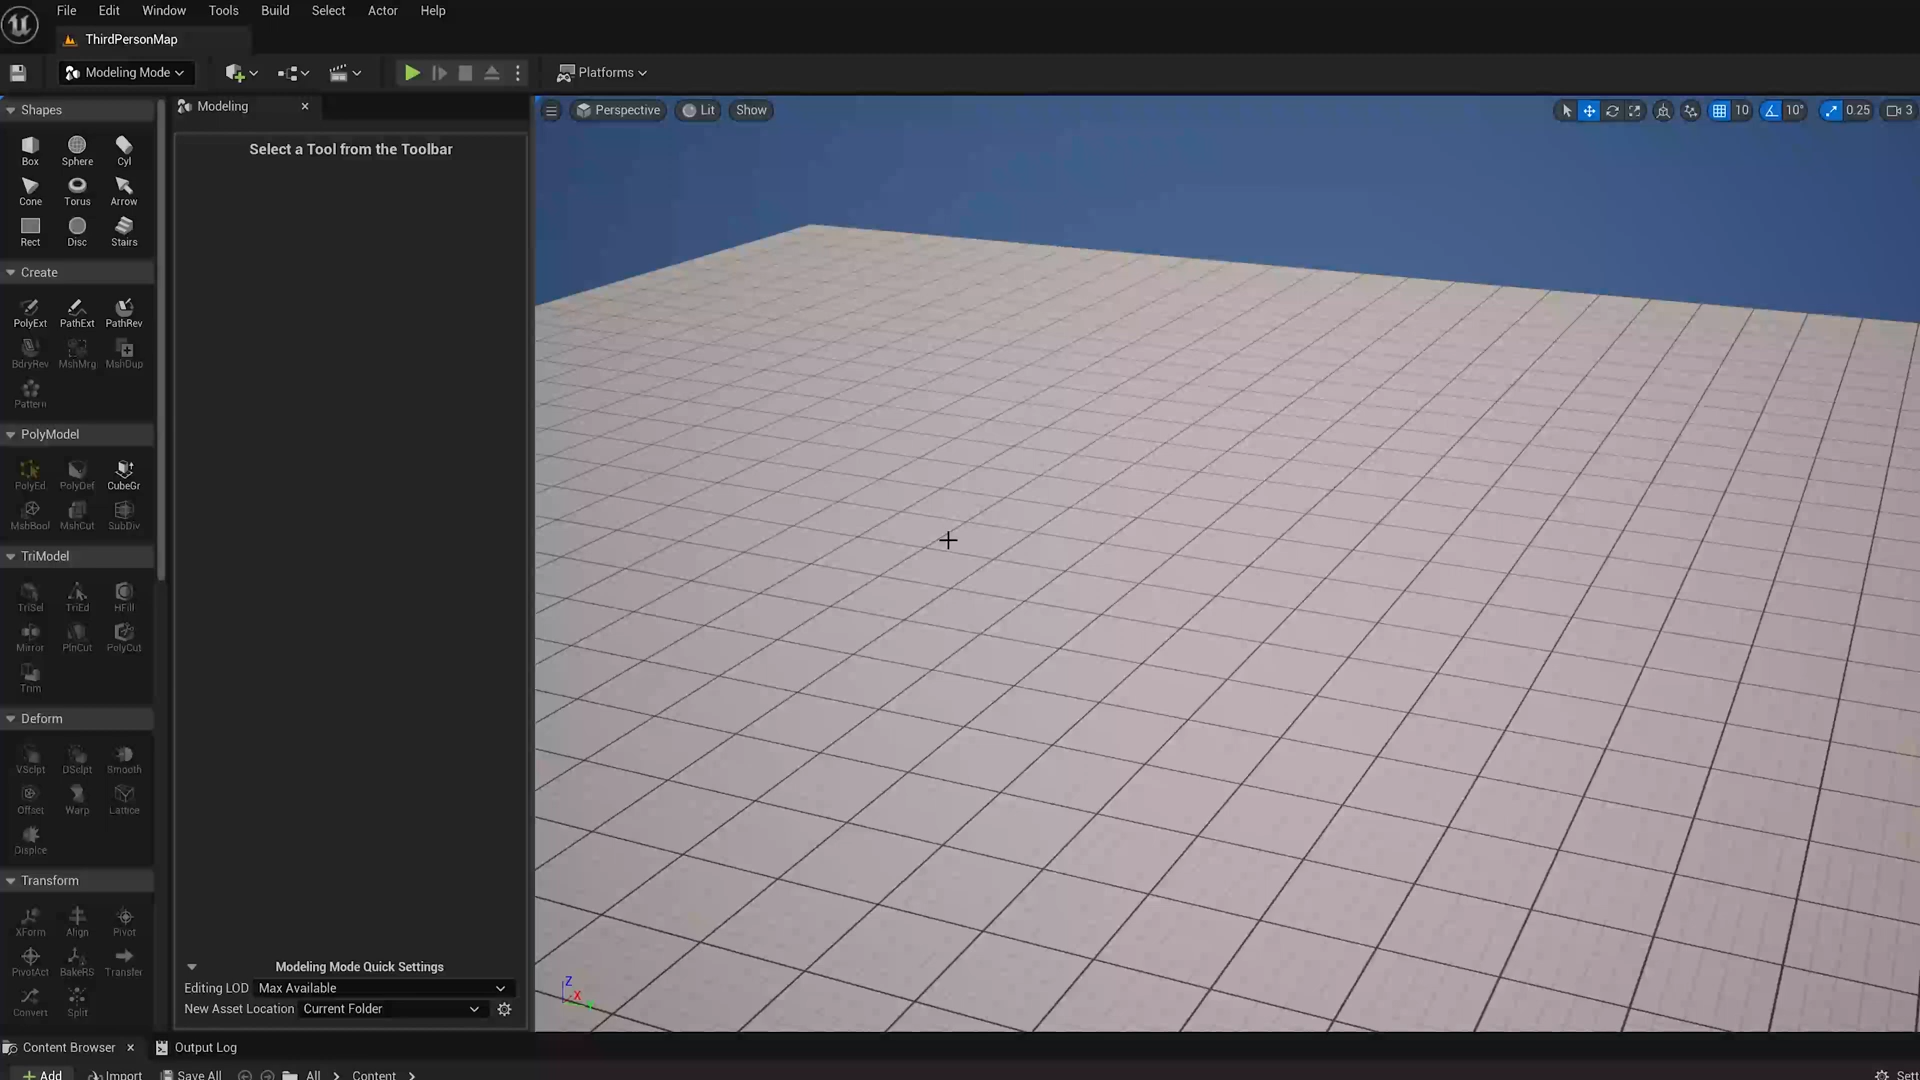 File Edit Window Tools Build Select Actor Help
ThirdPersonMap
Modeling Mode
Platforms
Shapes
Box Sphere Cyl
Cone Torus Arrow
Rect Disc Stairs
Create
PolyExt PathExt PathRev
BdryRev MshMrg MshDup
Pattern
PolyModel
PolyEd PolyDef CubeGr
MshBool MshCut SubDiv
TriModel
TriSel TriEd HFill
Mirror PlnCut PolyCut
Trim
Deform
VSclpt DSclpt Smooth
Offset Warp Lattice
Displce
Transform
XForm Align Pivot
PivotAct BakeRS Transfer
Convert Split
Modeling
Select a Tool from the Toolbar
Modeling Mode Quick Settings
Editing LOD Max Available
New Asset Location Current Folder
Perspective Lit Show
10 10° 0.25 3
Z
X
Content Browser Output Log
Add Import Save All All Content
Sett